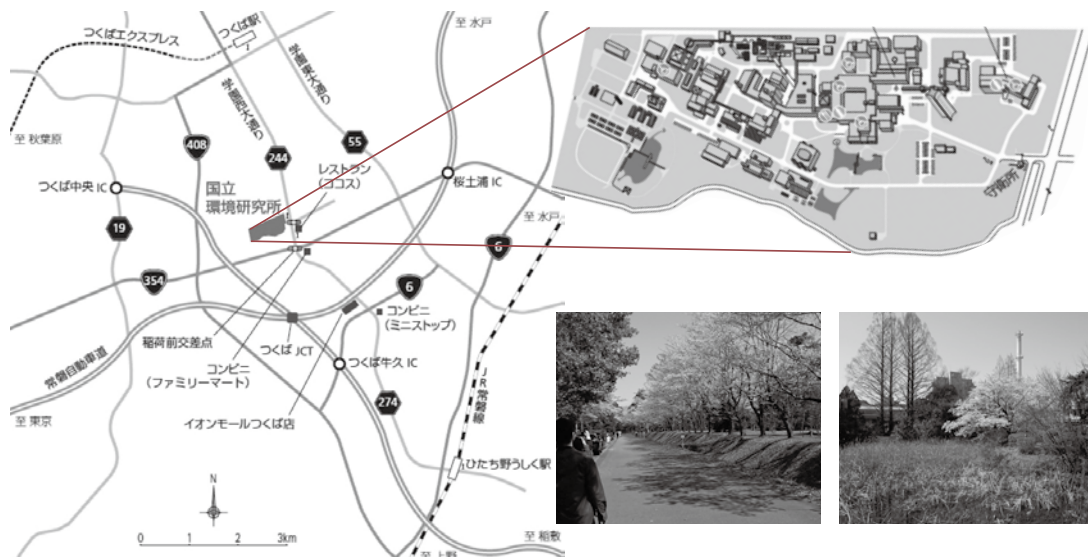 つくばエクスプレス
つくば駅
至 水戸
学園東大通り
学園西大通り
至 秋葉原
408
244
55
レストラン
(ココス)
つくば中央 IC
国立
環境研究所
桜土浦 IC
19
至 水戸
6
354
6
コンビニ
(ミニストップ)
稲荷前交差点
つくば JCT
コンビニ
(ファミリーマート)
つくば牛久 IC
常磐自動車道
274
JR常磐線
至 東京
イオンモールつくば店
ひたち野うしく駅
N
0 1 2 3km
至 上野
至 稲敷
守衛所